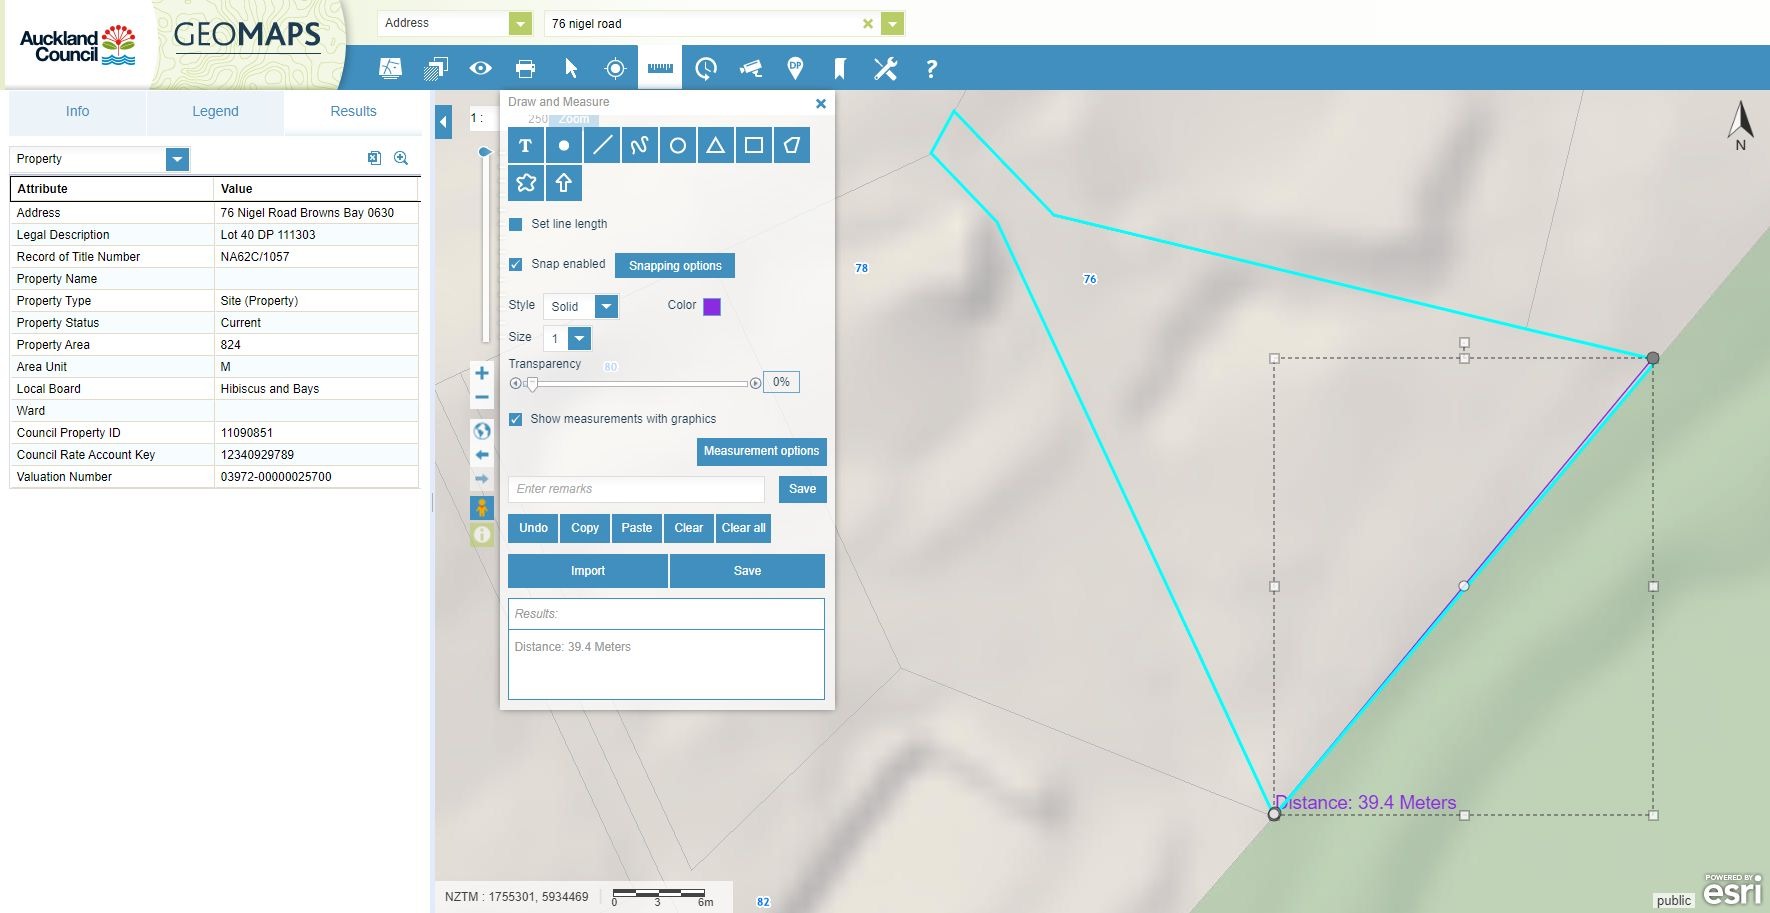 Auckland
Council
GEOMAPS
Address
76 nigel road
DP
?
Info
Legend
Results
Property
Attribute Value
Address 76 Nigel Road Browns Bay 0630
Legal Description Lot 40 DP 111303
Record of Title Number NA62C/1057
Property Name
Property Type Site (Property)
Property Status Current
Property Area 824
Area Unit M
Local Board Hibiscus and Bays
Ward
Council Property ID 11090851
Council Rate Account Key 12340929789
Valuation Number 03972-00000025700
1 :
250
Zoom
Draw and Measure
T
Set line length
Snap enabled
Snapping options
Style Solid
Color
Size 1
Transparency
80
0%
Show measurements with graphics
Measurement options
Enter remarks
Save
Undo Copy Paste Clear Clear all
Import Save
Results:
Distance: 39.4 Meters
78
76
N
Distance: 39.4 Meters
NZTM : 1755301, 5934469
0 3 6m
82
public
POWERED BY
esri